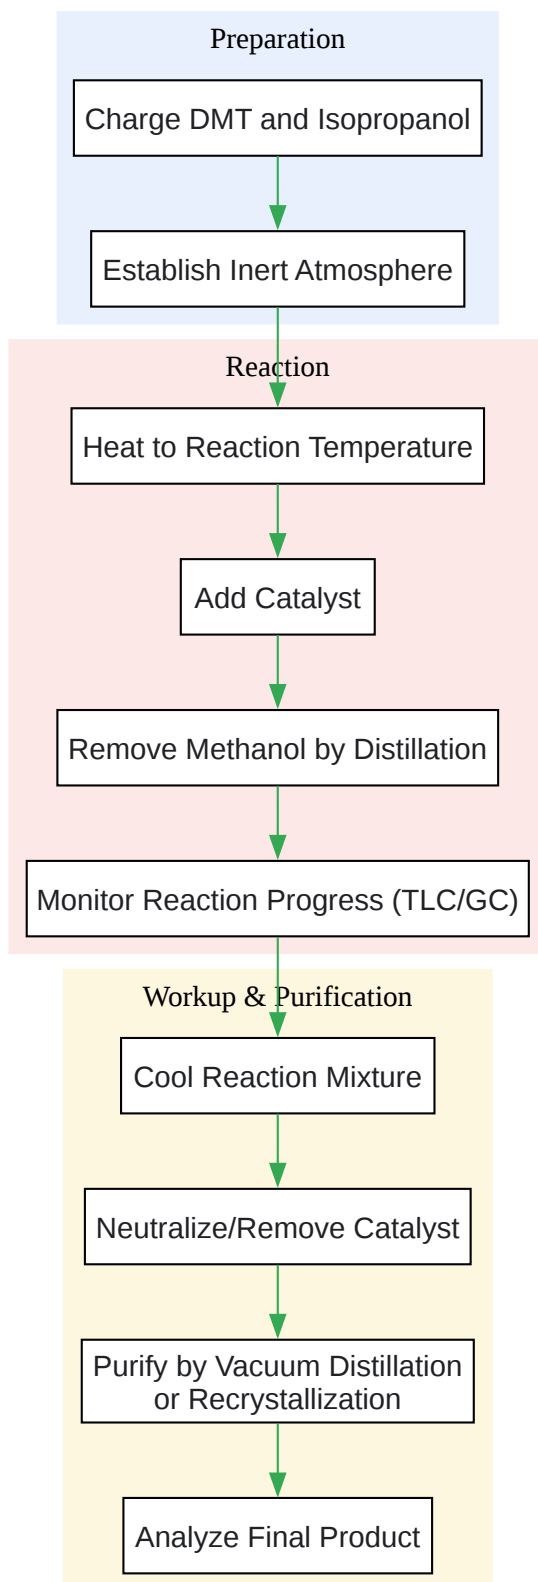 Preparation
Charge DMT and Isopropanol
Establish Inert Atmosphere
Reaction
Heat to Reaction Temperature
Add Catalyst
Remove Methanol by Distillation
Monitor Reaction Progress (TLC/GC)
Workup & Purification
Cool Reaction Mixture
Neutralize/Remove Catalyst
Purify by Vacuum Distillation
or Recrystallization
Analyze Final Product